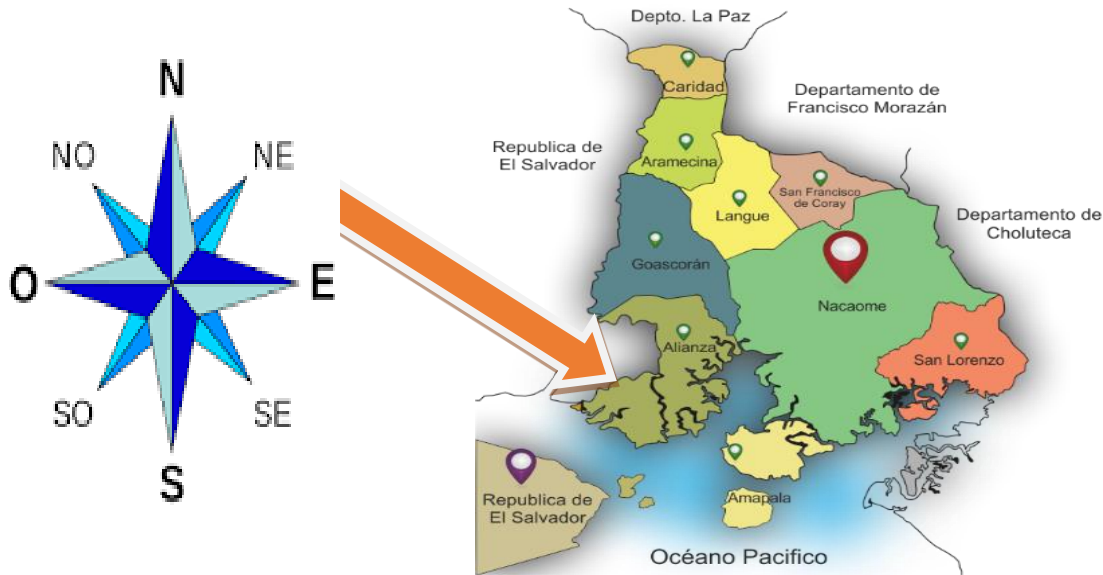 N
NO
NE
O
E
SO
SE
S
Depto. La Paz
Caridad
Departamento de
Francisco Morazán
Republica de
El Salvador
Aramecina
San Francisco
de Coray
Langue
Departamento de
Choluteca
Goascorán
Nacaome
Alianza
San Lorenzo
Republica de
El Salvador
Amapala
Océano Pacifico